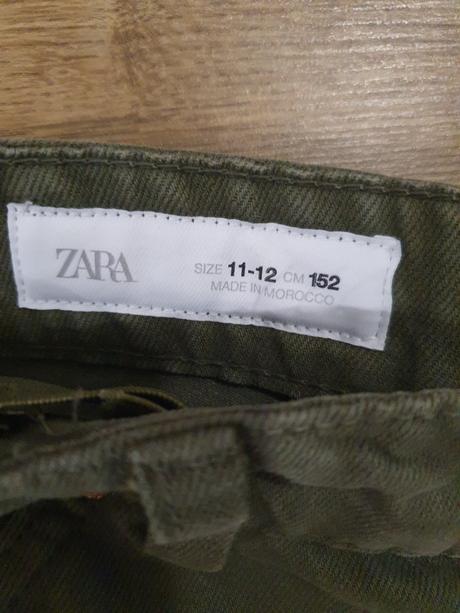 ZARA
SIZE 11-12 CM 152
MADE IN MOROCCO